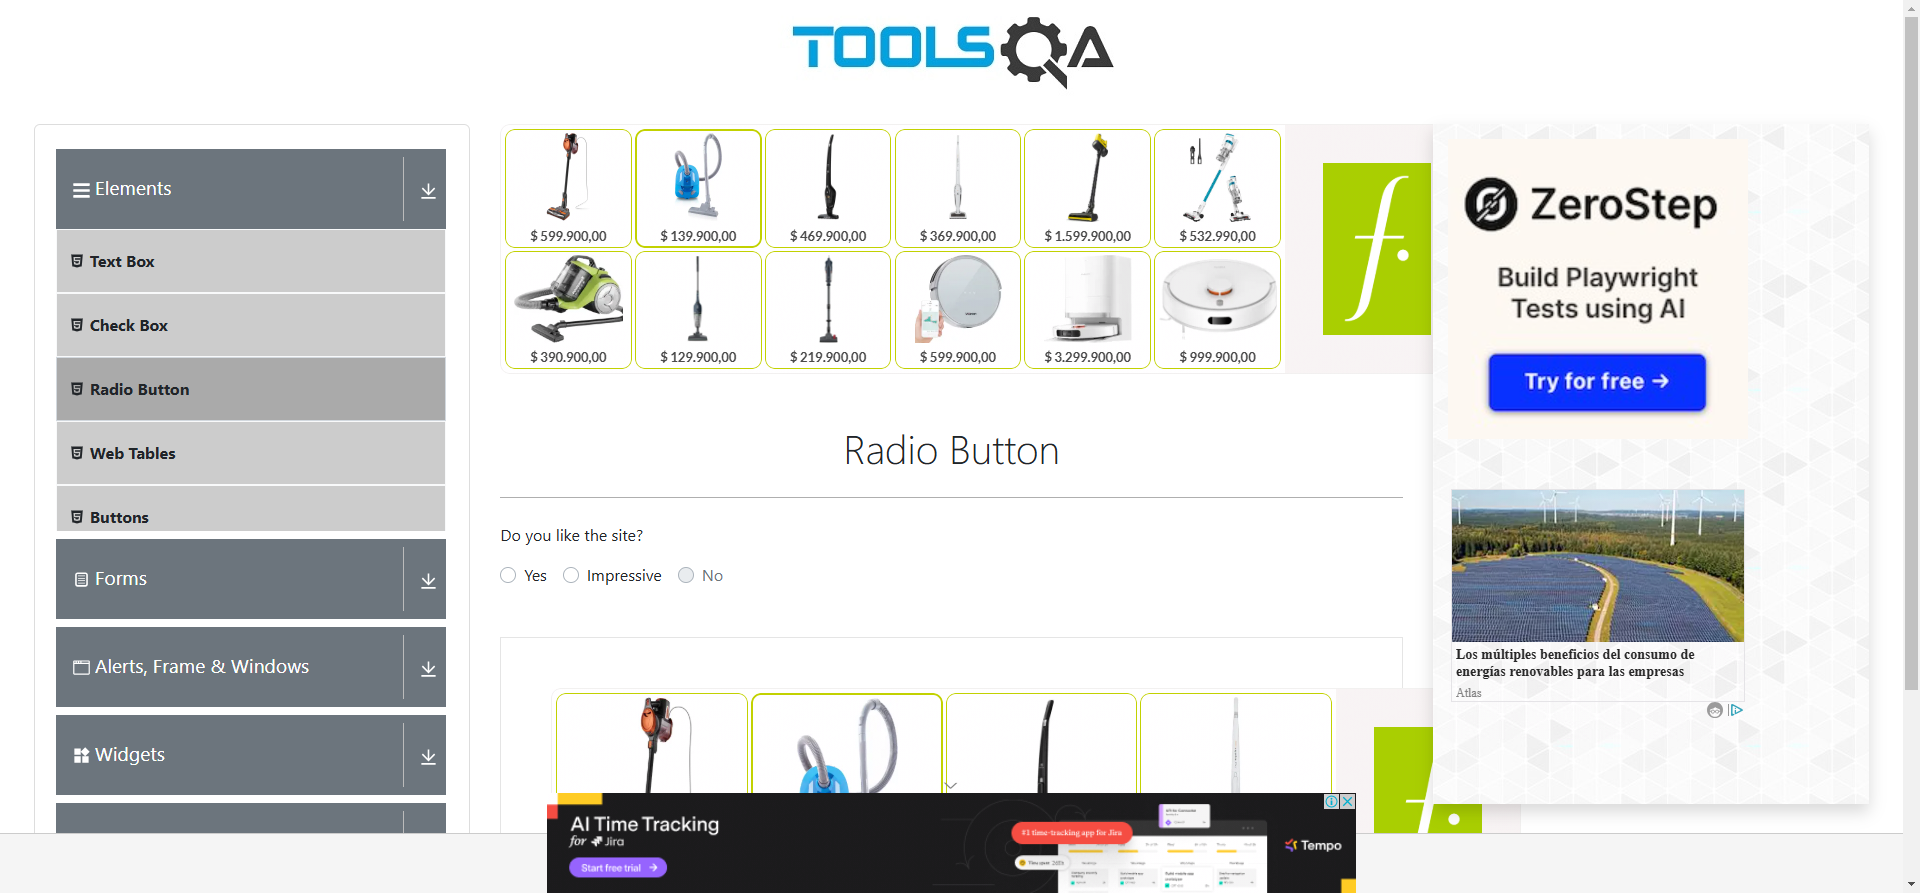 TOOLSQA
Elements
Text Box
Check Box
Radio Button
Web Tables
Buttons
Forms
Alerts, Frame & Windows
Widgets
$ 599.900,00
$ 139.900,00
$ 469.900,00
$ 369.900,00
$ 1.599.900,00
$ 532.990,00
$ 390.900,00
$ 129.900,00
$ 219.900,00
$ 599.900,00
$ 3.299.900,00
$ 999.900,00
f.
Radio Button
Do you like the site?
Yes
Impressive
No
ZeroStep
Build Playwright
Tests using AI
Try for free →
Los múltiples beneficios del consumo de
energías renovables para las empresas
Atlas
AI Time Tracking
for Jira
Start free trial →
#1 time-tracking app for Jira
Tempo